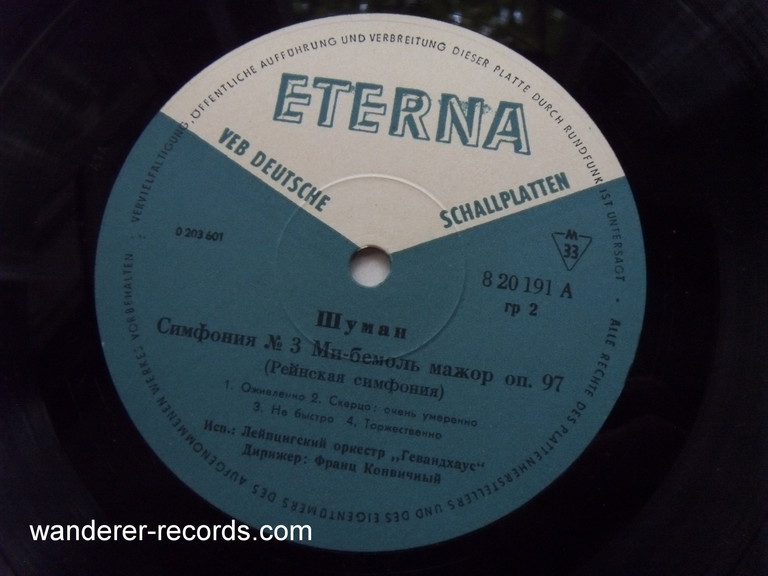 VERVIELFÄLTIGUNG, ÖFFENTLICHE AUFFÜHRUNG UND VERBREITUNG DIESER PLATTE DURCH RUNDFUNK IST UNTERSAGT • ALLE RECHTE DES PLATTENHERSTELLERS UND DES EIGENTÜMERS DES AUFGENOMMENEN WERKES VORBEHALTEN •
ETERNA
VEB DEUTSCHE
SCHALLPLATTEN
0 203 601
M
33
8 20 191 A
гр 2
Шуман
Симфония № 3 Ми-бемоль мажор оп. 97
(Рейнская симфония)
1. Оживленно 2. Скерцо: очень умеренно
3. Не быстро 4. Торжественно
Исп.: Лейпцигский оркестр „Гевандхаус“
Дирижер: Франц Конвичный
wanderer-records.com